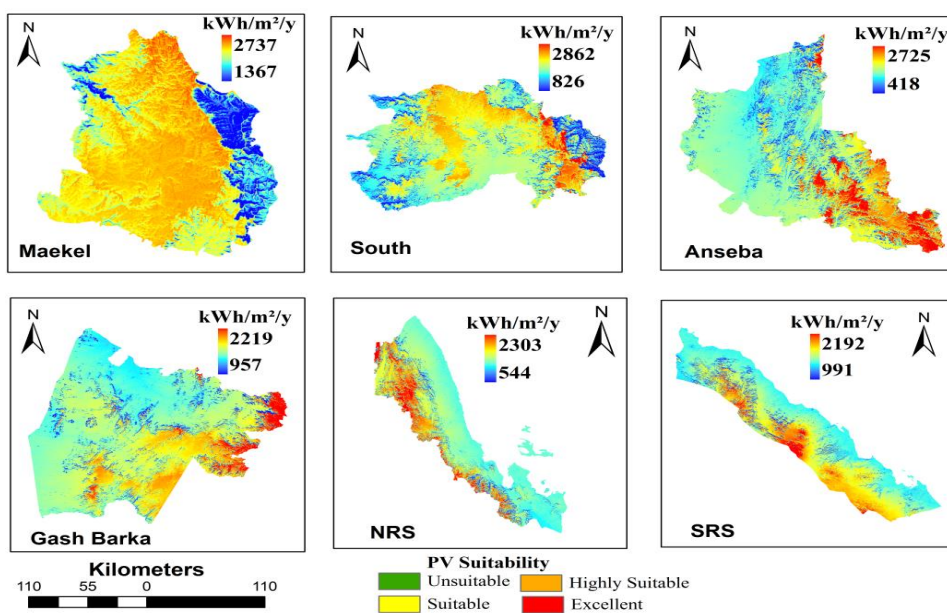 N
kWh/m²/y
2737
1367
Maekel
N
kWh/m²/y
2862
826
South
N
kWh/m²/y
2725
418
Anseba
N
kWh/m²/y
2219
957
Gash Barka
kWh/m²/y
2303
544
N
NRS
kWh/m²/y
2192
991
N
SRS
Kilometers
110 55 0 110
PV Suitability
Unsuitable Highly Suitable
Suitable Excellent